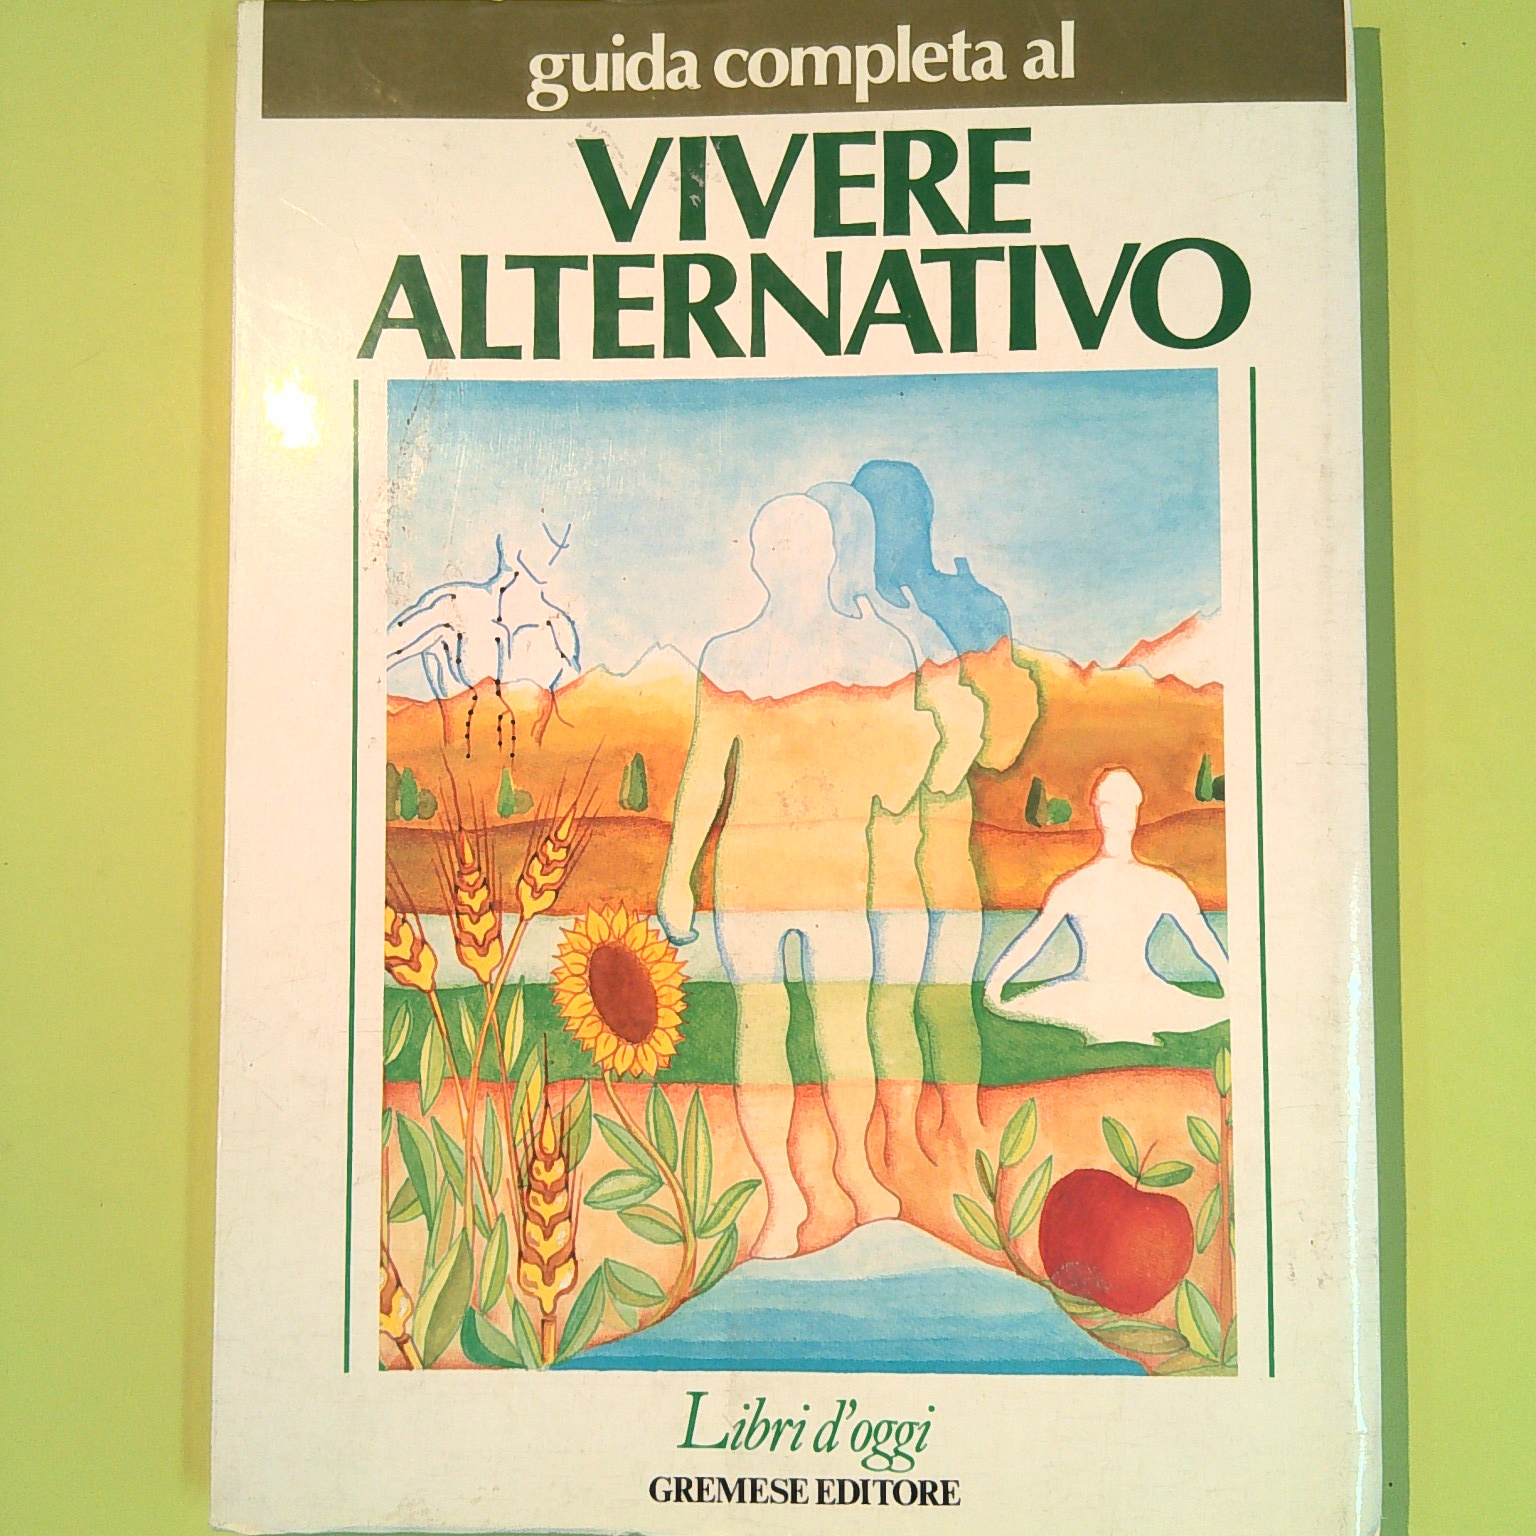 guida completa al
VIVERE
ALTERNATIVO
Libri d'oggi
GREMESE EDITORE